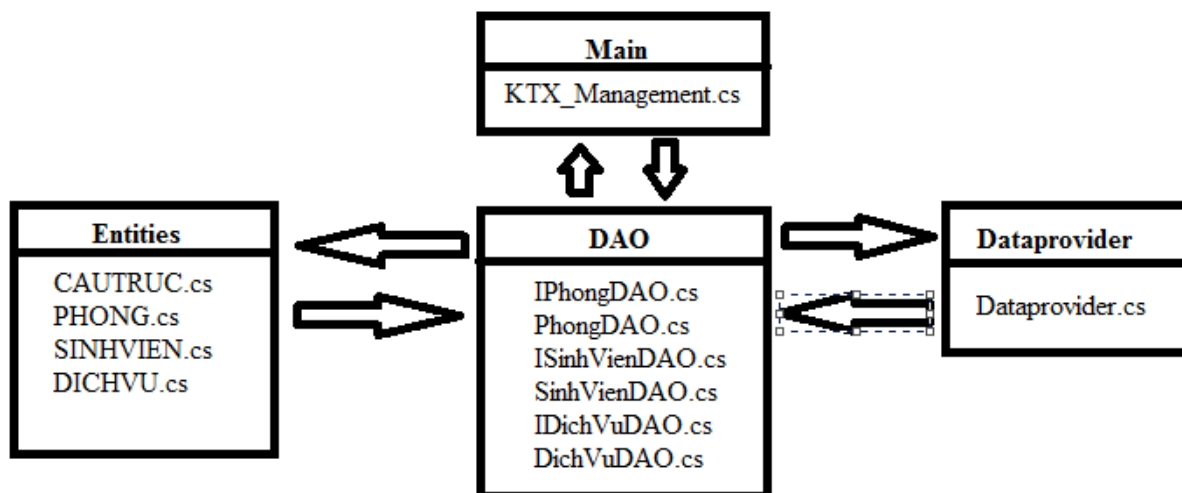 Main
KTX_Management.cs
Entities
CAUTRUC.cs
PHONG.cs
SINHVIEN.cs
DICHVU.cs
DAO
IPhongDAO.cs
PhongDAO.cs
ISinhVienDAO.cs
SinhVienDAO.cs
IDichVuDAO.cs
DichVuDAO.cs
Dataprovider
Dataprovider.cs